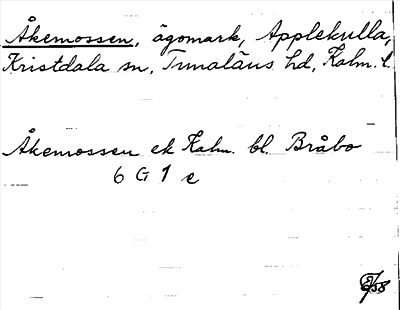 Åkemossen, ägomark, Applekulla,
Kristdala sn, Tunaläns hd, Kalm. l.
Åkemossen ek Kalm. bl. Bråbo
6 G 1 e